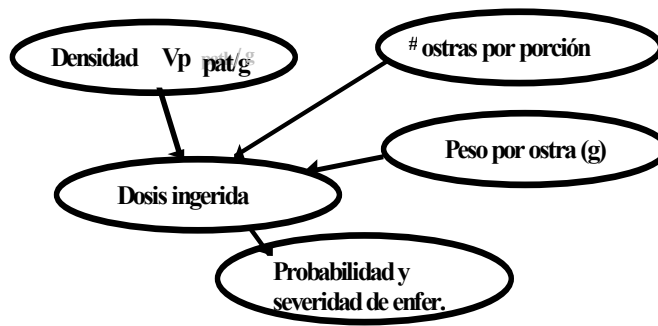 Densidad Vp pat/g
# ostras por porción
Peso por ostra (g)
Dosis ingerida
Probabilidad y
severidad de enfer.